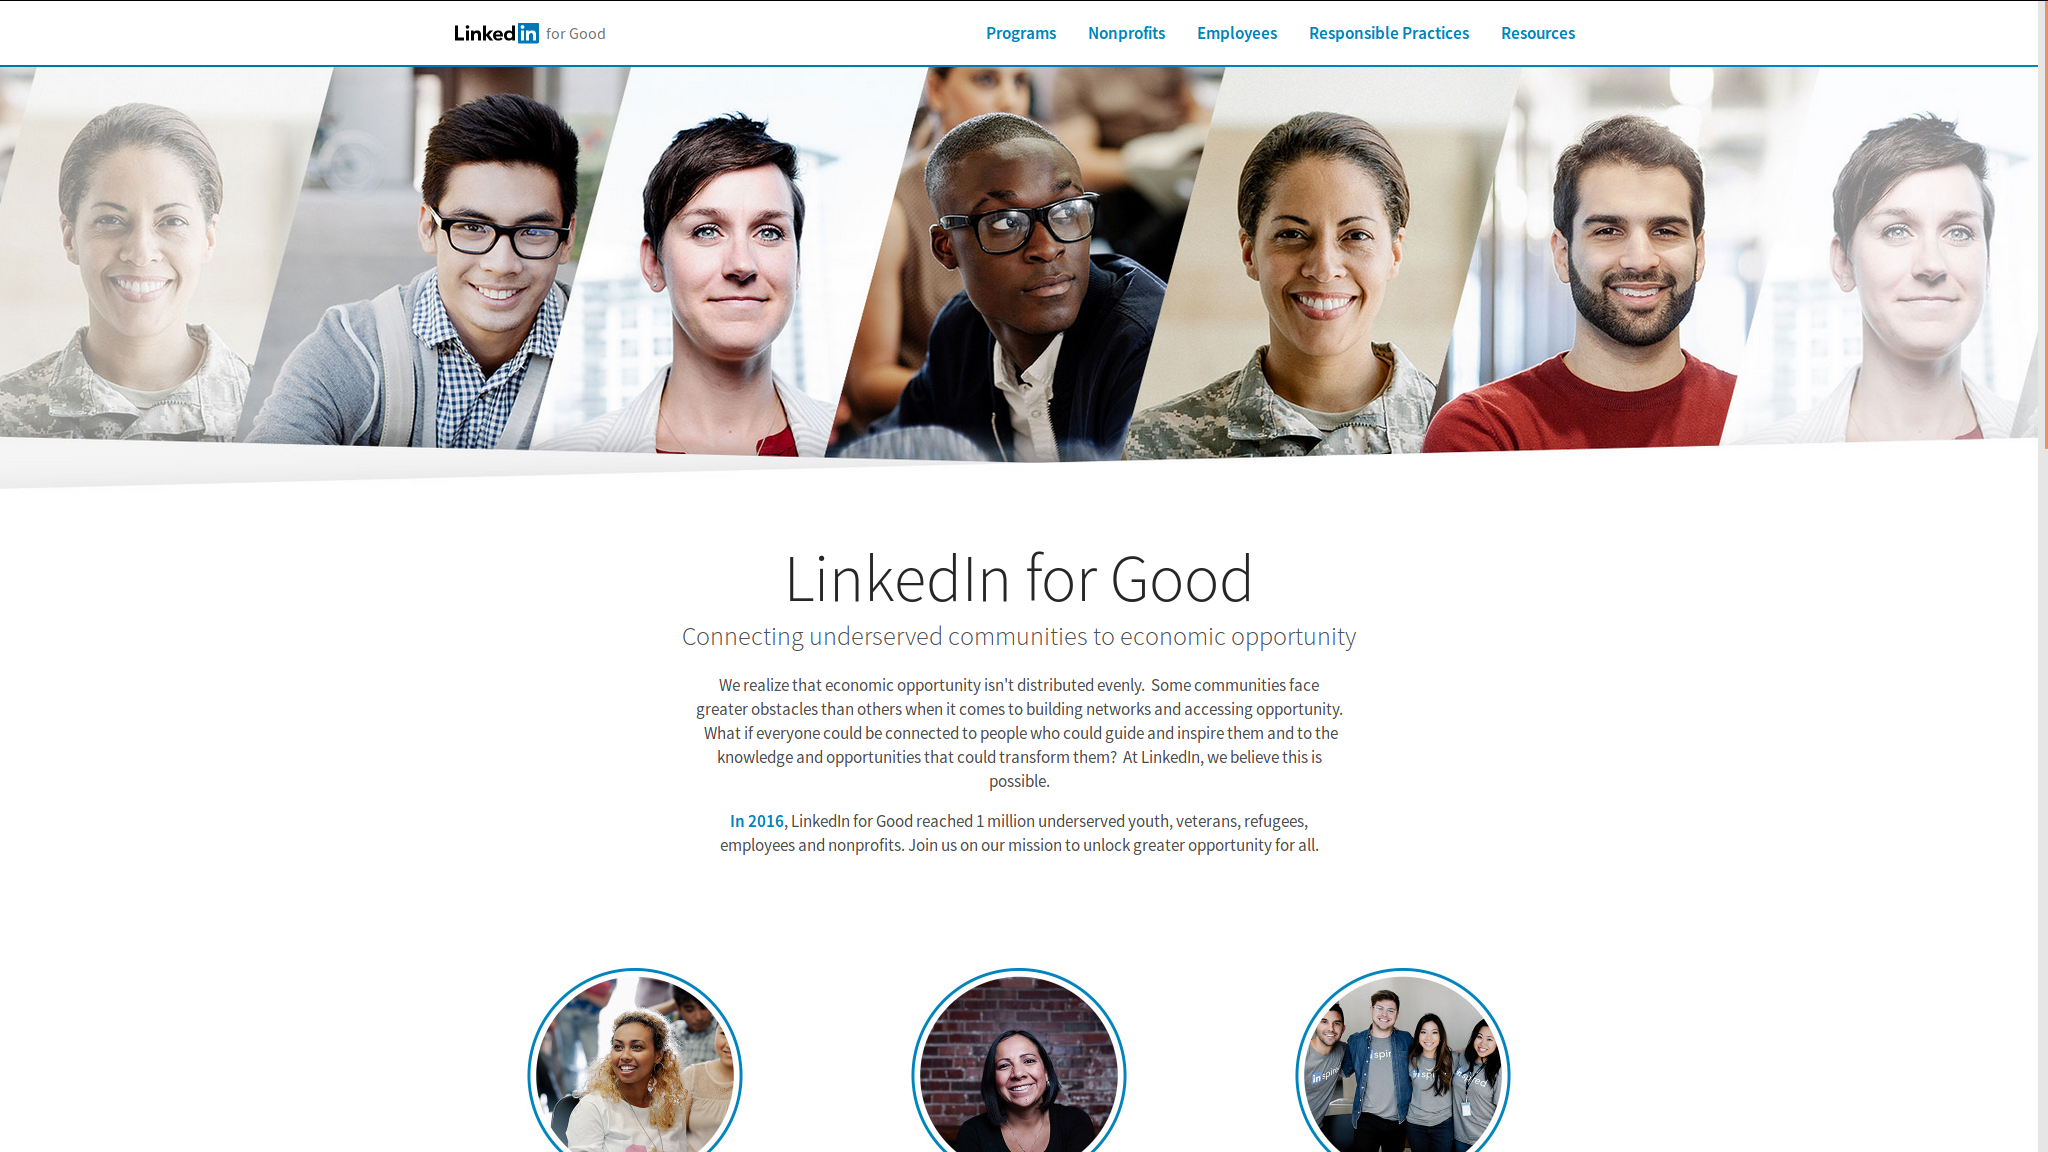 Linkedin for Good
Programs Nonprofits Employees Responsible Practices Resources
LinkedIn for Good
Connecting underserved communities to economic opportunity
We realize that economic opportunity isn't distributed evenly. Some communities face
greater obstacles than others when it comes to building networks and accessing opportunity.
What if everyone could be connected to people who could guide and inspire them and to the
knowledge and opportunities that could transform them? At LinkedIn, we believe this is
possible.
In 2016, LinkedIn for Good reached 1 million underserved youth, veterans, refugees,
employees and nonprofits. Join us on our mission to unlock greater opportunity for all.